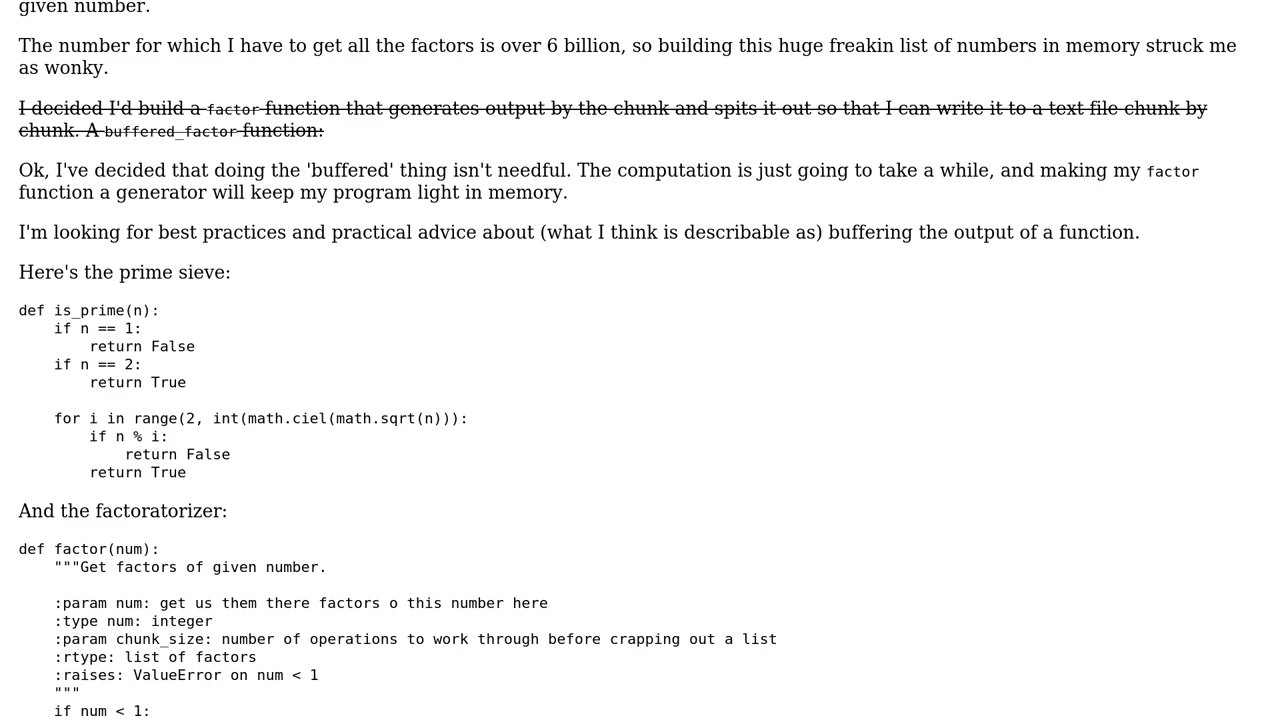 given number.
The number for which I have to get all the factors is over 6 billion, so building this huge freakin list of numbers in memory struck me
as wonky.
I decided I'd build a factor function that generates output by the chunk and spits it out so that I can write it to a text file chunk by
chunk. A buffered_factor function:
Ok, I've decided that doing the 'buffered' thing isn't needful. The computation is just going to take a while, and making my factor
function a generator will keep my program light in memory.
I'm looking for best practices and practical advice about (what I think is describable as) buffering the output of a function.
Here's the prime sieve:
def is_prime(n):
    if n == 1:
        return False
    if n == 2:
        return True
    for i in range(2, int(math.ciel(math.sqrt(n))):
        if n % i:
            return False
        return True
And the factoratorizer:
def factor(num):
    """Get factors of given number.
    :param num: get us them there factors o this number here
    :type num: integer
    :param chunk_size: number of operations to work through before crapping out a list
    :rtype: list of factors
    :raises: ValueError on num < 1
    """
    if num < 1: